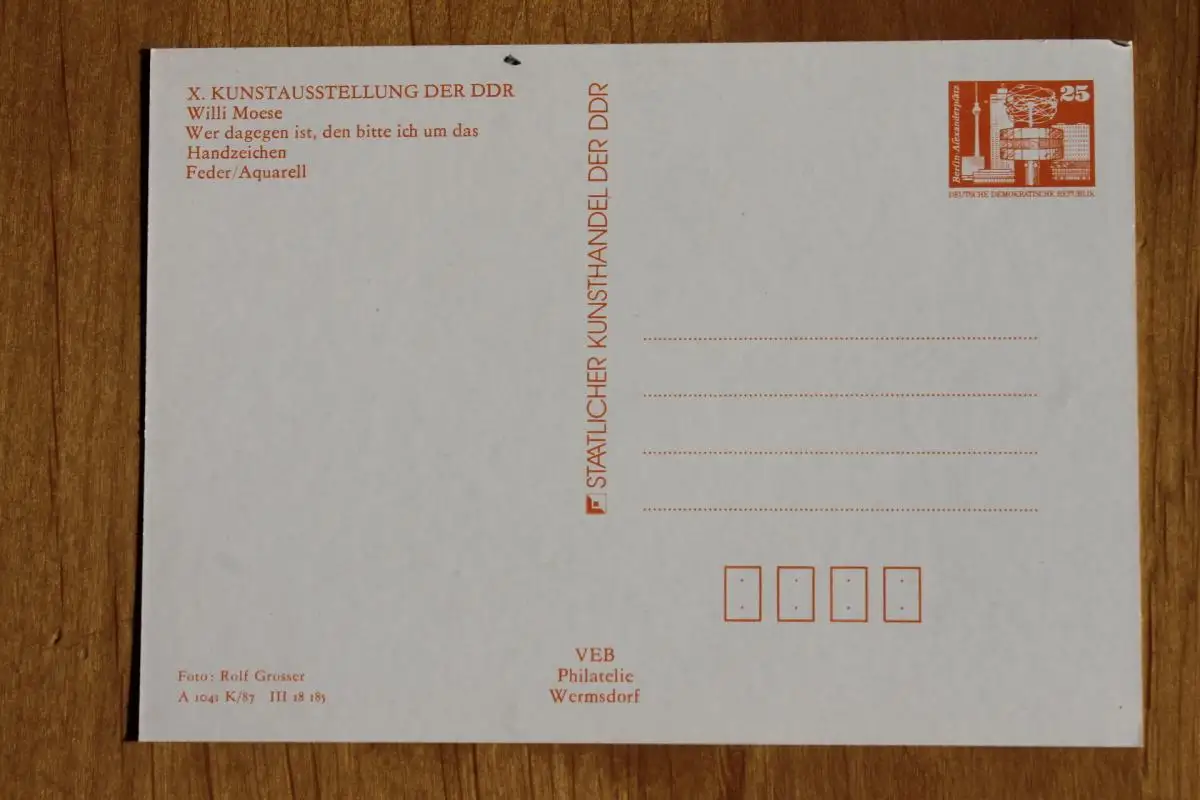 X. KUNSTAUSSTELLUNG DER DDR
Willi Moese
Wer dagegen ist, den bitte ich um das
Handzeichen
Feder/Aquarell
STAATLICHER KUNSTHANDEL DER DDR
Berlin-Alexanderplatz
25
DEUTSCHE DEMOKRATISCHE REPUBLIK
Foto: Rolf Grosser
A 1041 K/87 III 18 185
VEB
Philatelie
Wermsdorf